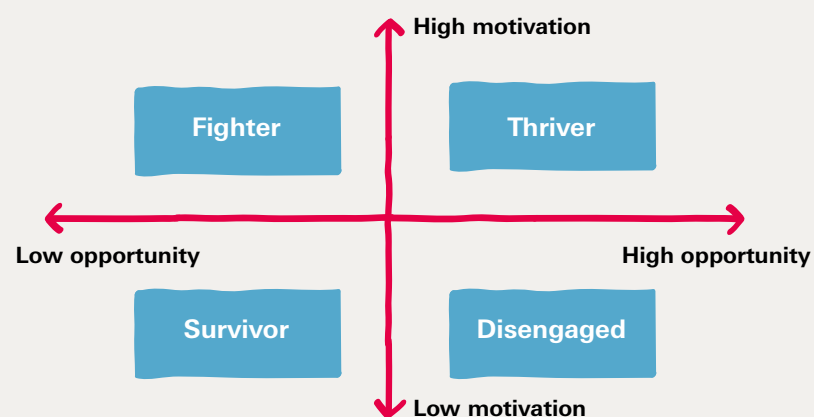 High motivation
Fighter
Thriver
Low opportunity
High opportunity
Survivor
Disengaged
Low motivation